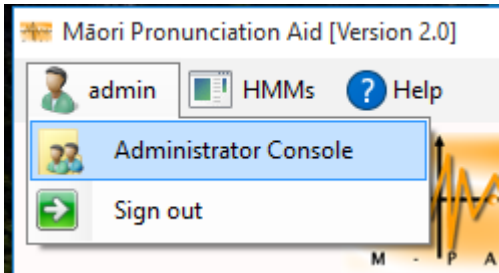 Māori Pronunciation Aid [Version 2.0]
admin HMMs Help
Administrator Console
Sign out
M - P A